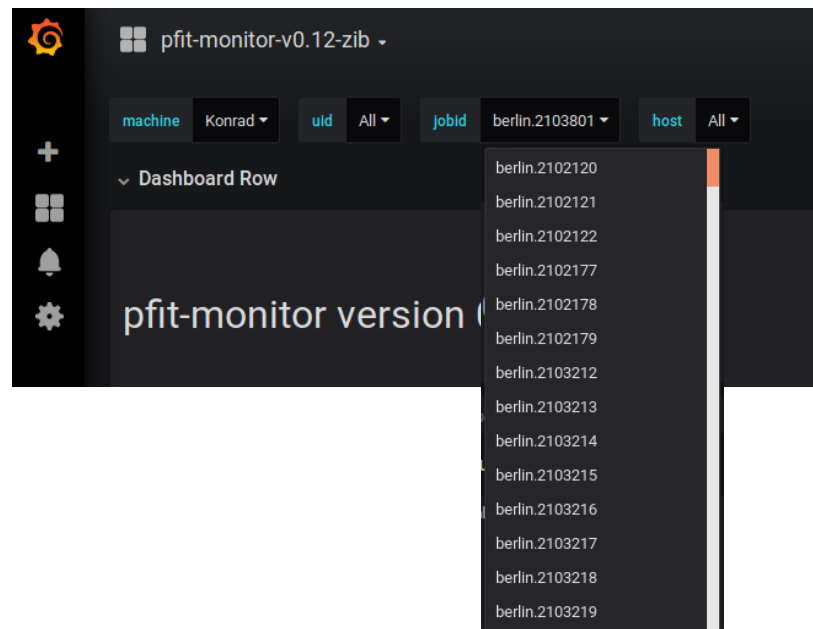 pfit-monitor-v0.12-zib
machine Konrad uid All jobid berlin.2103801 host All
Dashboard Row
pfit-monitor version
berlin.2102120
berlin.2102121
berlin.2102122
berlin.2102177
berlin.2102178
berlin.2102179
berlin.2103212
berlin.2103213
berlin.2103214
berlin.2103215
berlin.2103216
berlin.2103217
berlin.2103218
berlin.2103219